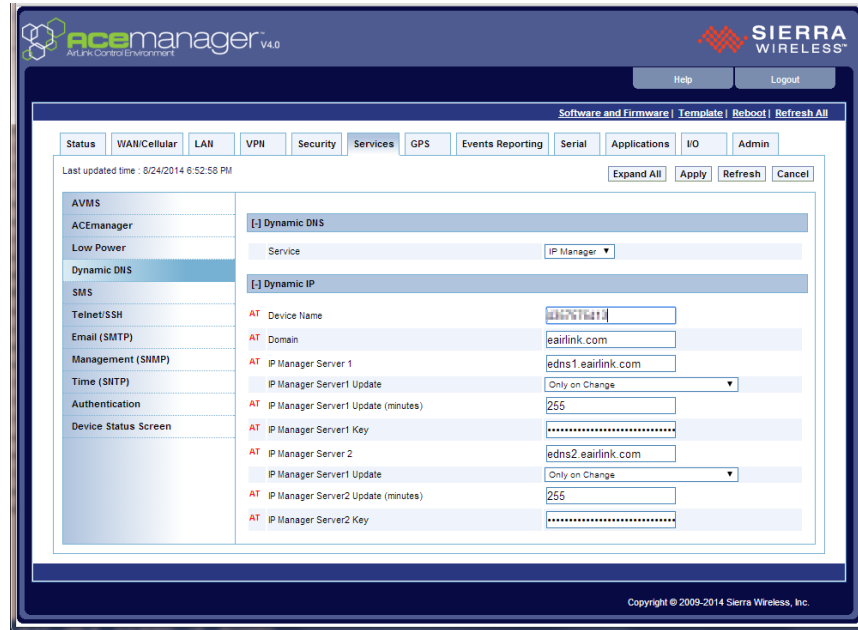 ACEmanager V4.0
AirLink Control Environment
SIERRA
WIRELESS™
Help Logout
Software and Firmware | Template | Reboot | Refresh All
Status WAN/Cellular LAN VPN Security Services GPS Events Reporting Serial Applications I/O Admin
Last updated time : 8/24/2014 6:52:58 PM
Expand All Apply Refresh Cancel
AVMS
ACEmanager
Low Power
Dynamic DNS
SMS
Telnet/SSH
Email (SMTP)
Management (SNMP)
Time (SNTP)
Authentication
Device Status Screen
[-] Dynamic DNS
Service IP Manager
[-] Dynamic IP
AT Device Name
AT Domain eairlink.com
AT IP Manager Server 1 edns1.eairlink.com
IP Manager Server1 Update Only on Change
AT IP Manager Server1 Update (minutes) 255
AT IP Manager Server1 Key
AT IP Manager Server 2 edns2.eairlink.com
IP Manager Server1 Update Only on Change
AT IP Manager Server2 Update (minutes) 255
AT IP Manager Server2 Key
Copyright © 2009-2014 Sierra Wireless, Inc.